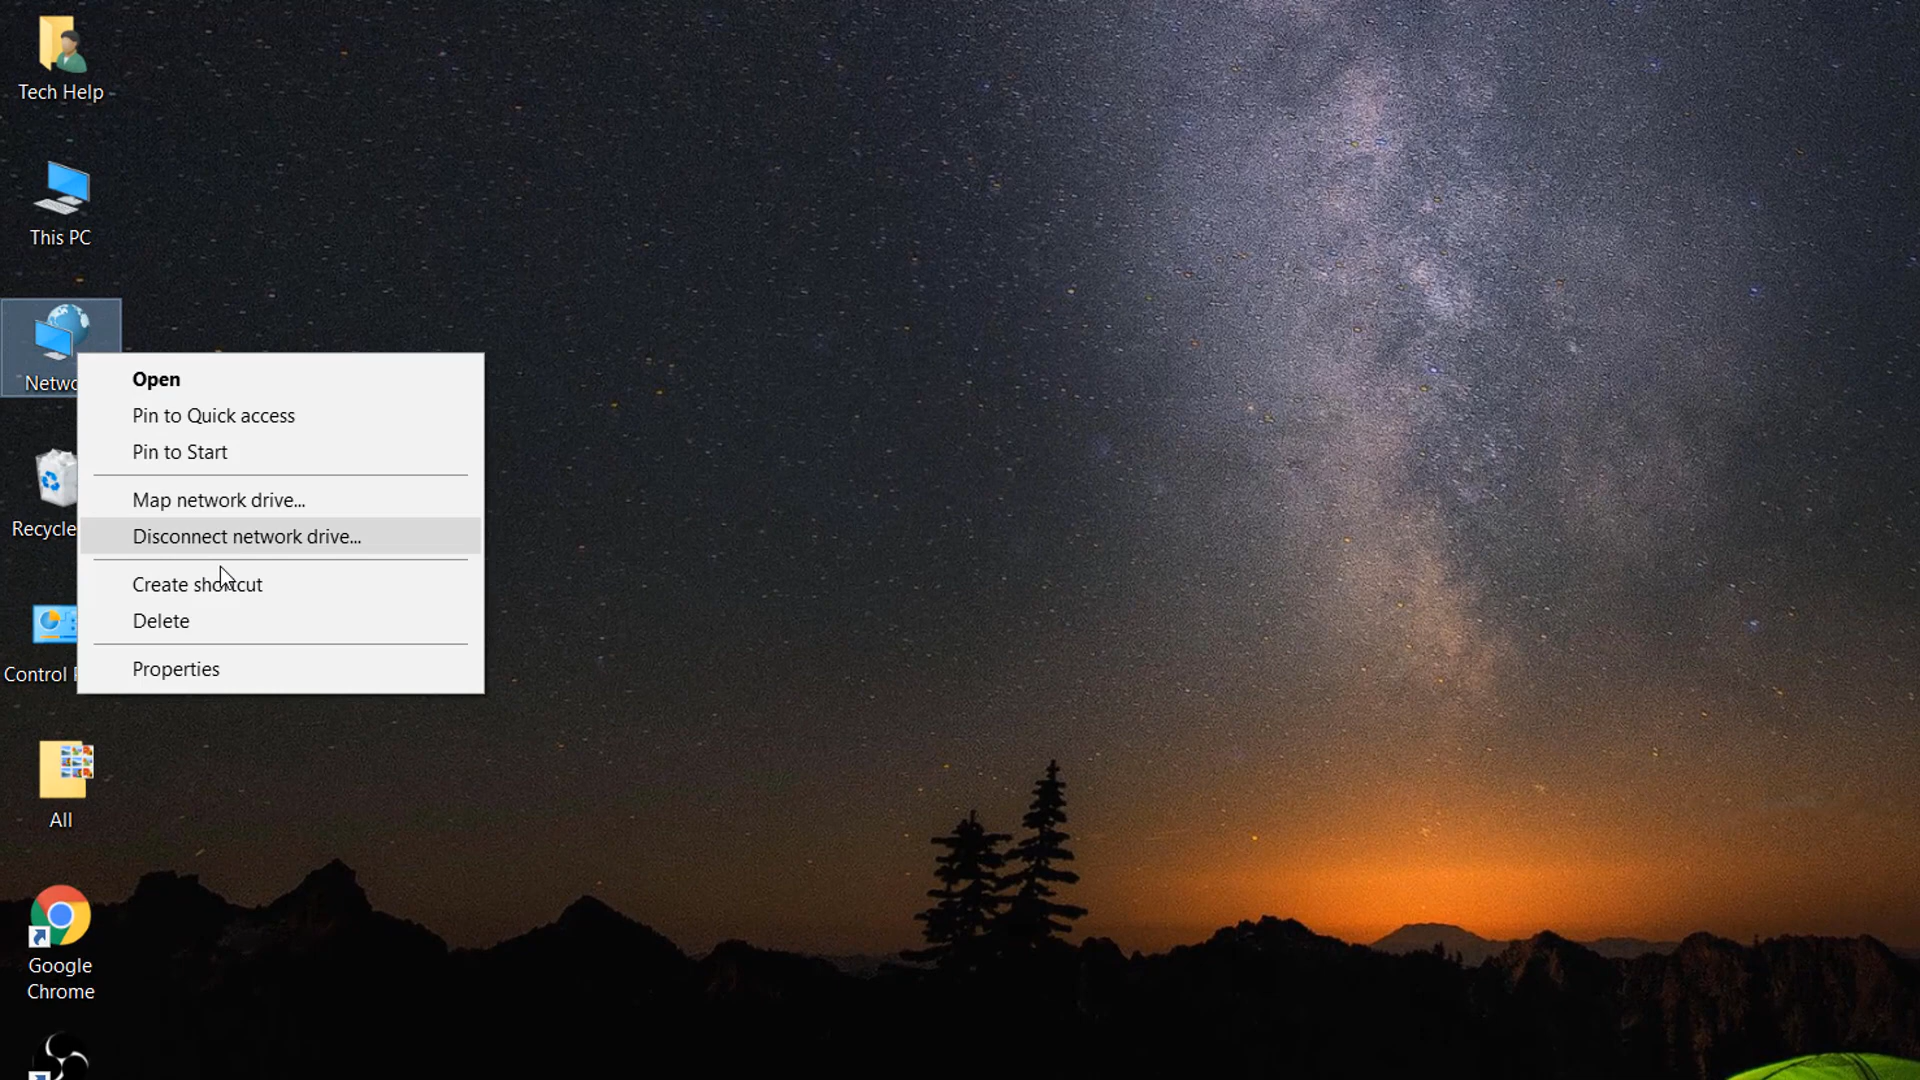 Tech Help
This PC
Netwo
Open
Pin to Quick access
Pin to Start
Map network drive...
Recycle
Disconnect network drive...
Create shortcut
Delete
Control
Properties
All
Google
Chrome